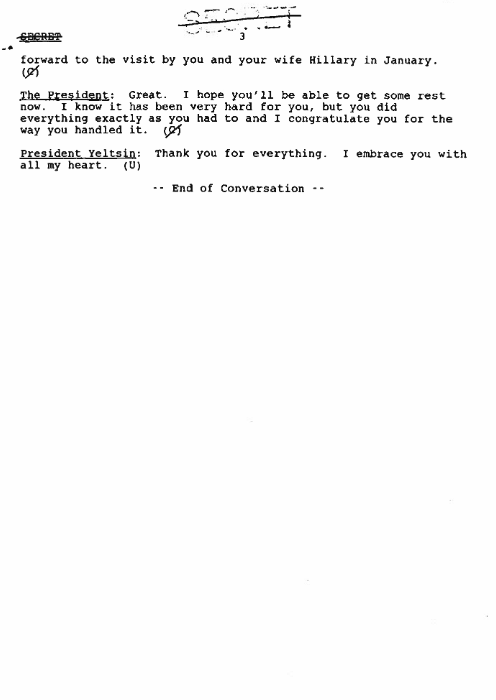 SECRET
SECRET
3
forward to the visit by you and your wife Hillary in January.
The President: Great. I hope you'll be able to get some rest
now. I know it has been very hard for you, but you did
everything exactly as you had to and I congratulate you for the
way you handled it.
President Yeltsin: Thank you for everything. I embrace you with
all my heart. (U)
-- End of Conversation --